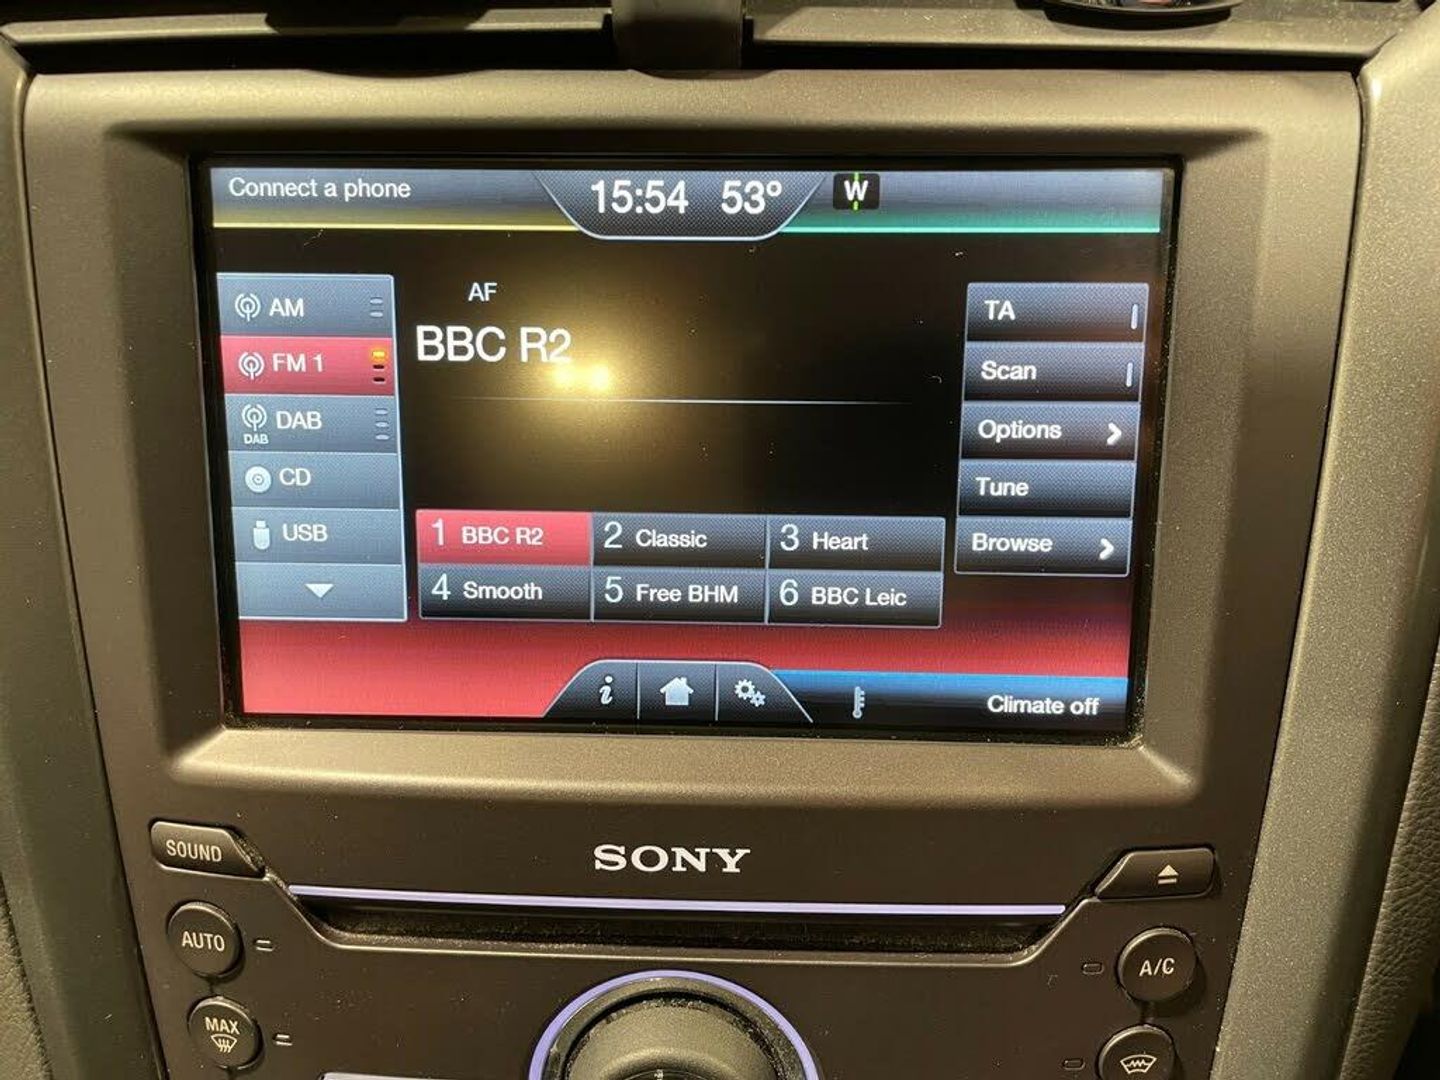 Connect a phone
15:54 53°
W
AM
FM 1
DAB
DAB
CD
USB
AF
BBC R2
TA
Scan
Options
Tune
Browse
1 BBC R2
2 Classic
3 Heart
4 Smooth
5 Free BHM
6 BBC Leic
i
Climate off
SOUND
SONY
AUTO
A/C
MAX